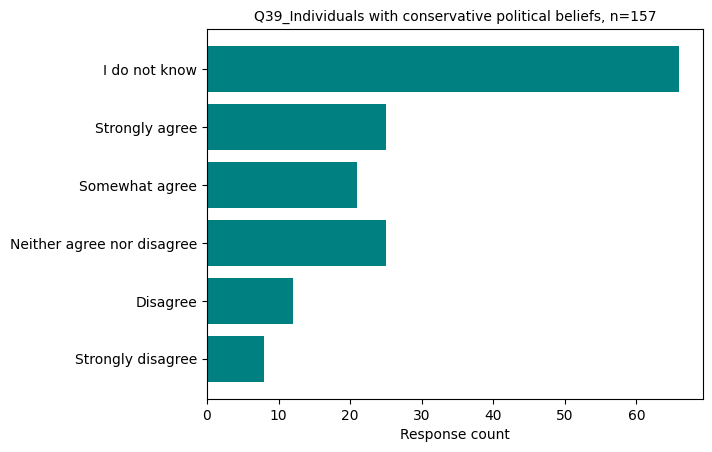 Q39_Individuals with conservative political beliefs, n=157
I do not know
Strongly agree
Somewhat agree
Neither agree nor disagree
Disagree
Strongly disagree
0 10 20 30 40 50 60
Response count